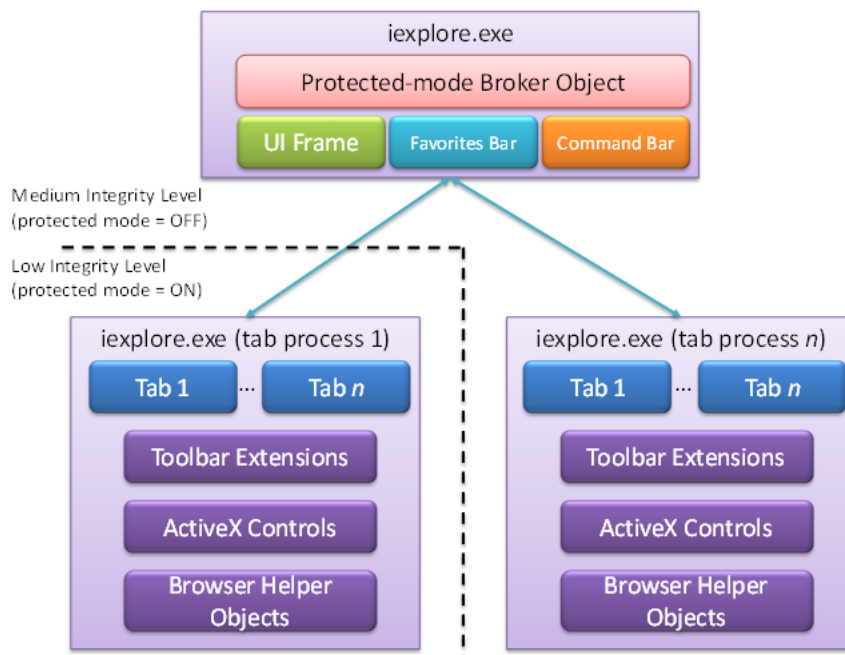 iexplore.exe
Protected-mode Broker Object
UI Frame
Favorites Bar
Command Bar
Medium Integrity Level
(protected mode = OFF)
Low Integrity Level
(protected mode = ON)
iexplore.exe (tab process 1)
Tab 1
...
Tab n
Toolbar Extensions
ActiveX Controls
Browser Helper
Objects
iexplore.exe (tab process n)
Tab 1
...
Tab n
Toolbar Extensions
ActiveX Controls
Browser Helper
Objects